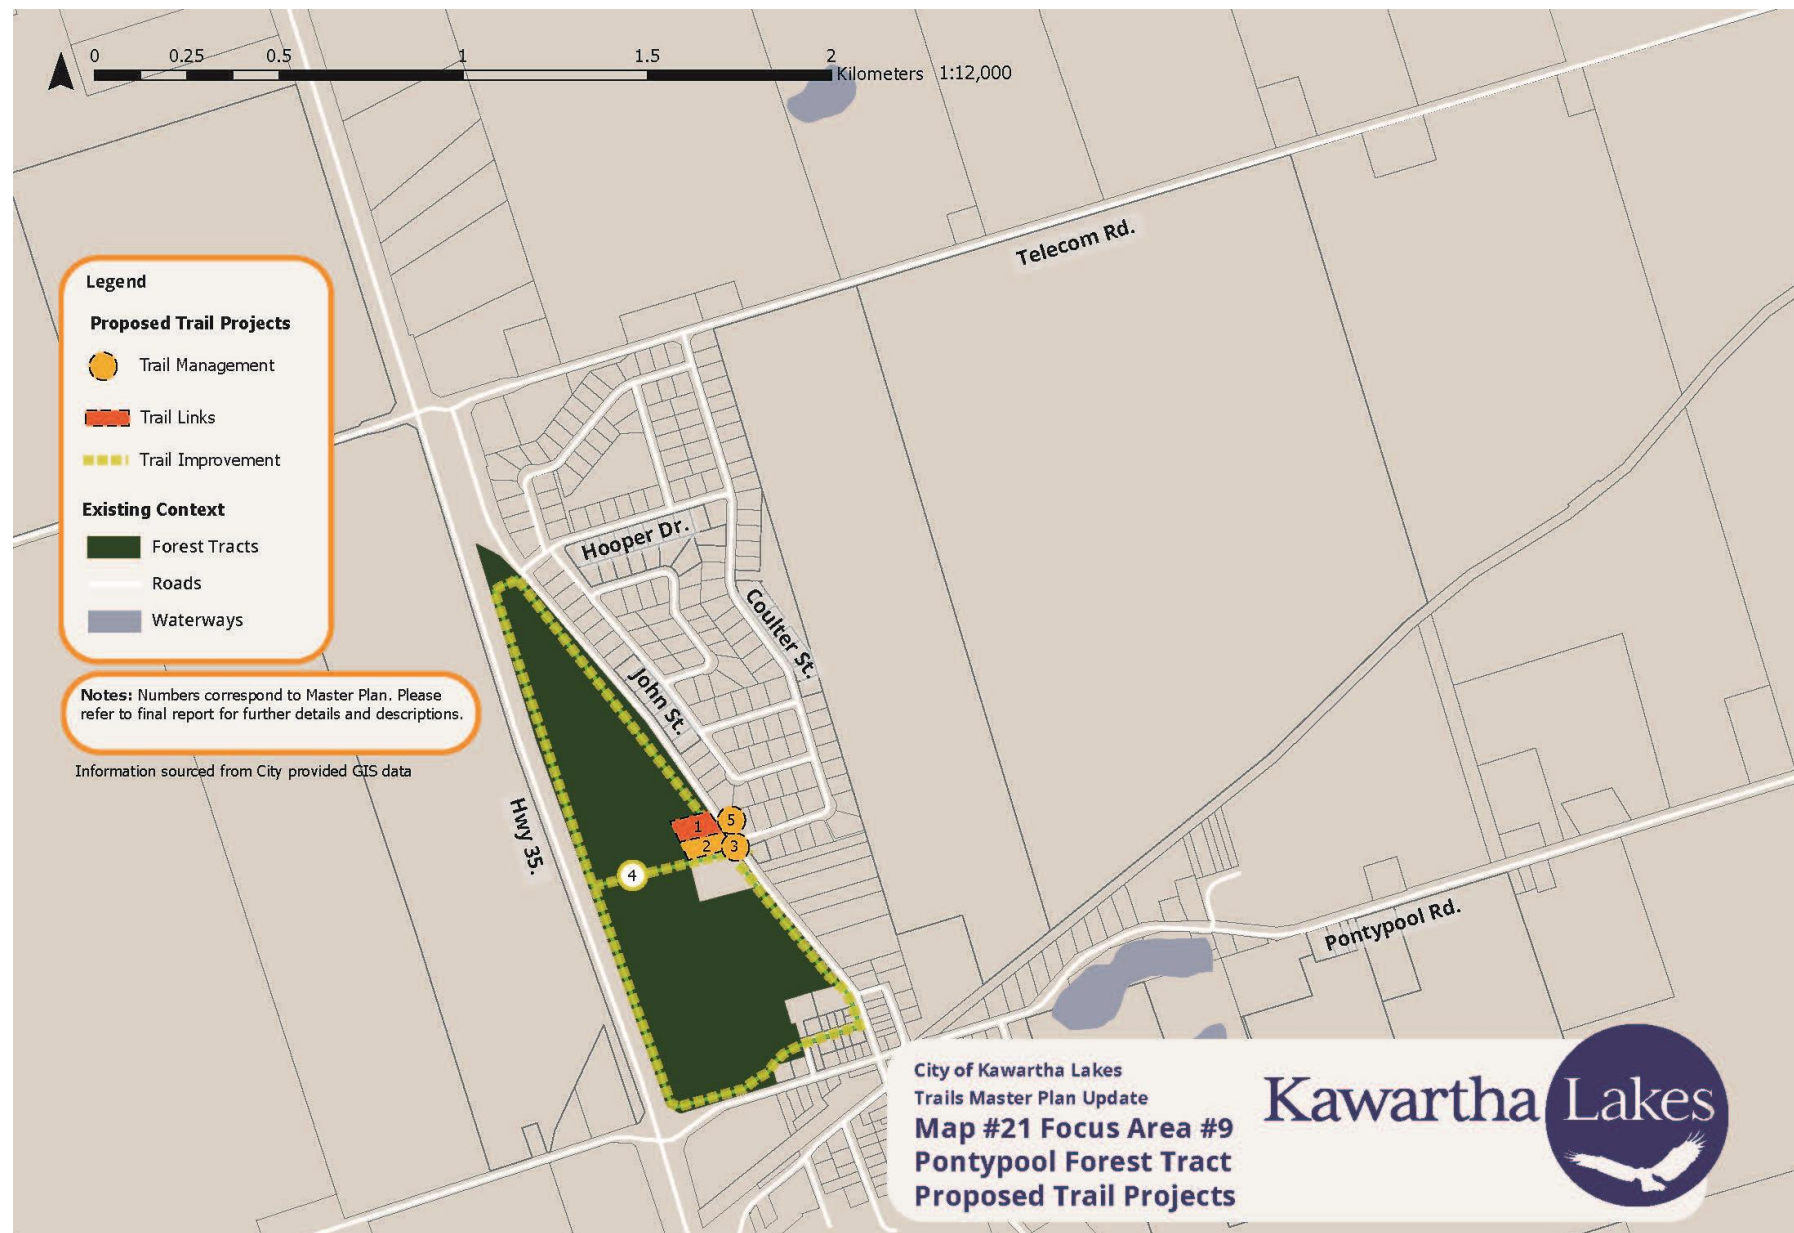 0 0.25 0.5 1 1.5 2
Kilometers 1:12,000
Telecom Rd.
Legend
Proposed Trail Projects
Trail Management
Trail Links
Trail Improvement
Existing Context
Forest Tracts
Roads
Waterways
Notes: Numbers correspond to Master Plan. Please
refer to final report for further details and descriptions.
Information sourced from City provided GIS data
Hooper Dr.
Coulter St.
John St.
Hwy 35.
1
5
2
3
4
Pontypool Rd.
City of Kawartha Lakes
Trails Master Plan Update
Map #21 Focus Area #9
Pontypool Forest Tract
Proposed Trail Projects
Kawartha Lakes